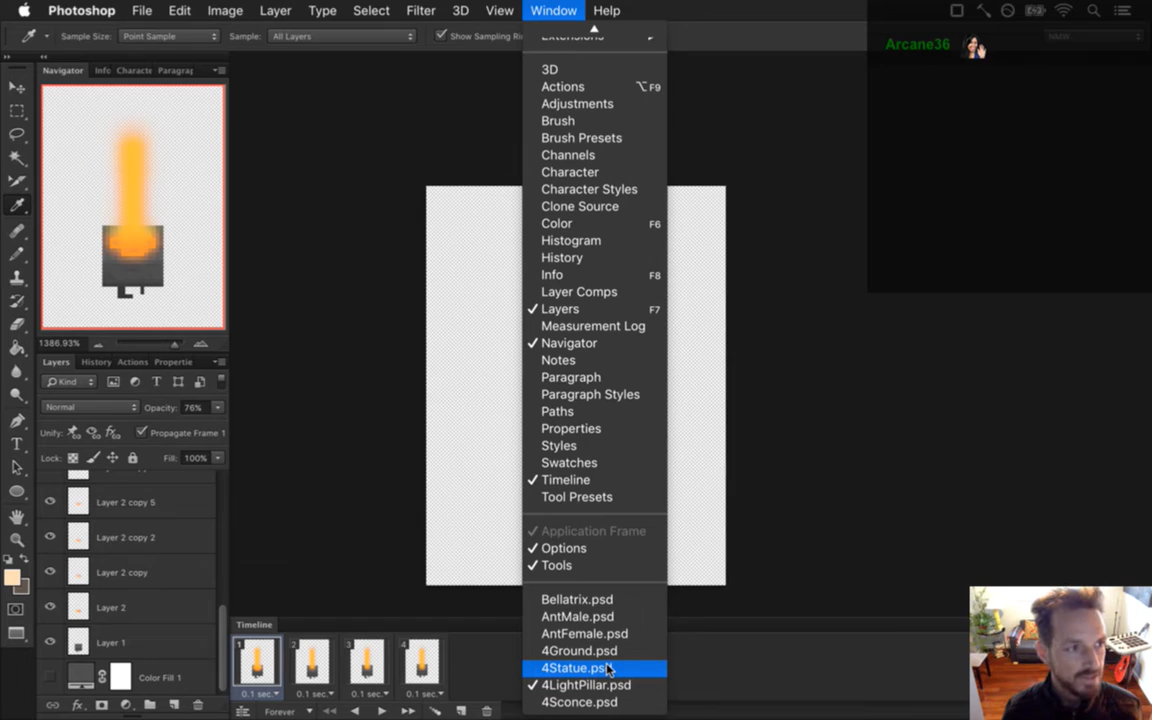 Photoshop File Edit Image Layer Type Select Filter 3D View Window Help
Sample Size: Point Sample Sample: All Layers Show Sampling Ri
Arcane36
Navigator Info Characte Paragrap
1386.93%
Layers History Actions Propertie
Kind
Normal Opacity: 76%
Unify: Propagate Frame 1
Lock: Fill: 100%
Layer 2 copy 5
Layer 2 copy 2
Layer 2 copy
Layer 2
Layer 1
Color Fill 1
Extensions
3D
Actions ⌥F9
Adjustments
Brush
Brush Presets
Channels
Character
Character Styles
Clone Source
Color F6
Histogram
History
Info F8
Layer Comps
✓ Layers F7
Measurement Log
✓ Navigator
Notes
Paragraph
Paragraph Styles
Paths
Properties
Styles
Swatches
✓ Timeline
Tool Presets
✓ Application Frame
✓ Options
✓ Tools
Bellatrix.psd
AntMale.psd
AntFemale.psd
4Ground.psd
4Statue.psd
✓ 4LightPillar.psd
4Sconce.psd
Timeline
1 2 3 4
0.1 sec. 0.1 sec. 0.1 sec. 0.1 sec.
Forever